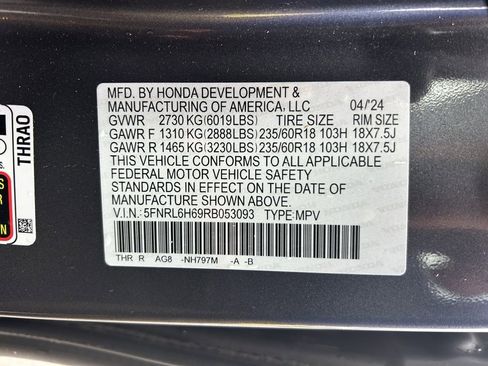 MFD. BY HONDA DEVELOPMENT &
MANUFACTURING OF AMERICA, LLC 04/'24
GVWR 2730 KG(6019LBS) TIRE SIZE RIM SIZE
GAWR F 1310 KG(2888LBS) 235/60R18 103H 18X7.5J
GAWR R 1465 KG(3230LBS) 235/60R18 103H 18X7.5J
THIS VEHICLE CONFORMS TO ALL APPLICABLE
FEDERAL MOTOR VEHICLE SAFETY
STANDARDS IN EFFECT ON THE DATE OF
MANUFACTURE SHOWN ABOVE.
V.I.N.: 5FNRL6H69RB053093 TYPE: MPV
THR R AG8 -NH797M -A -B
THRAO